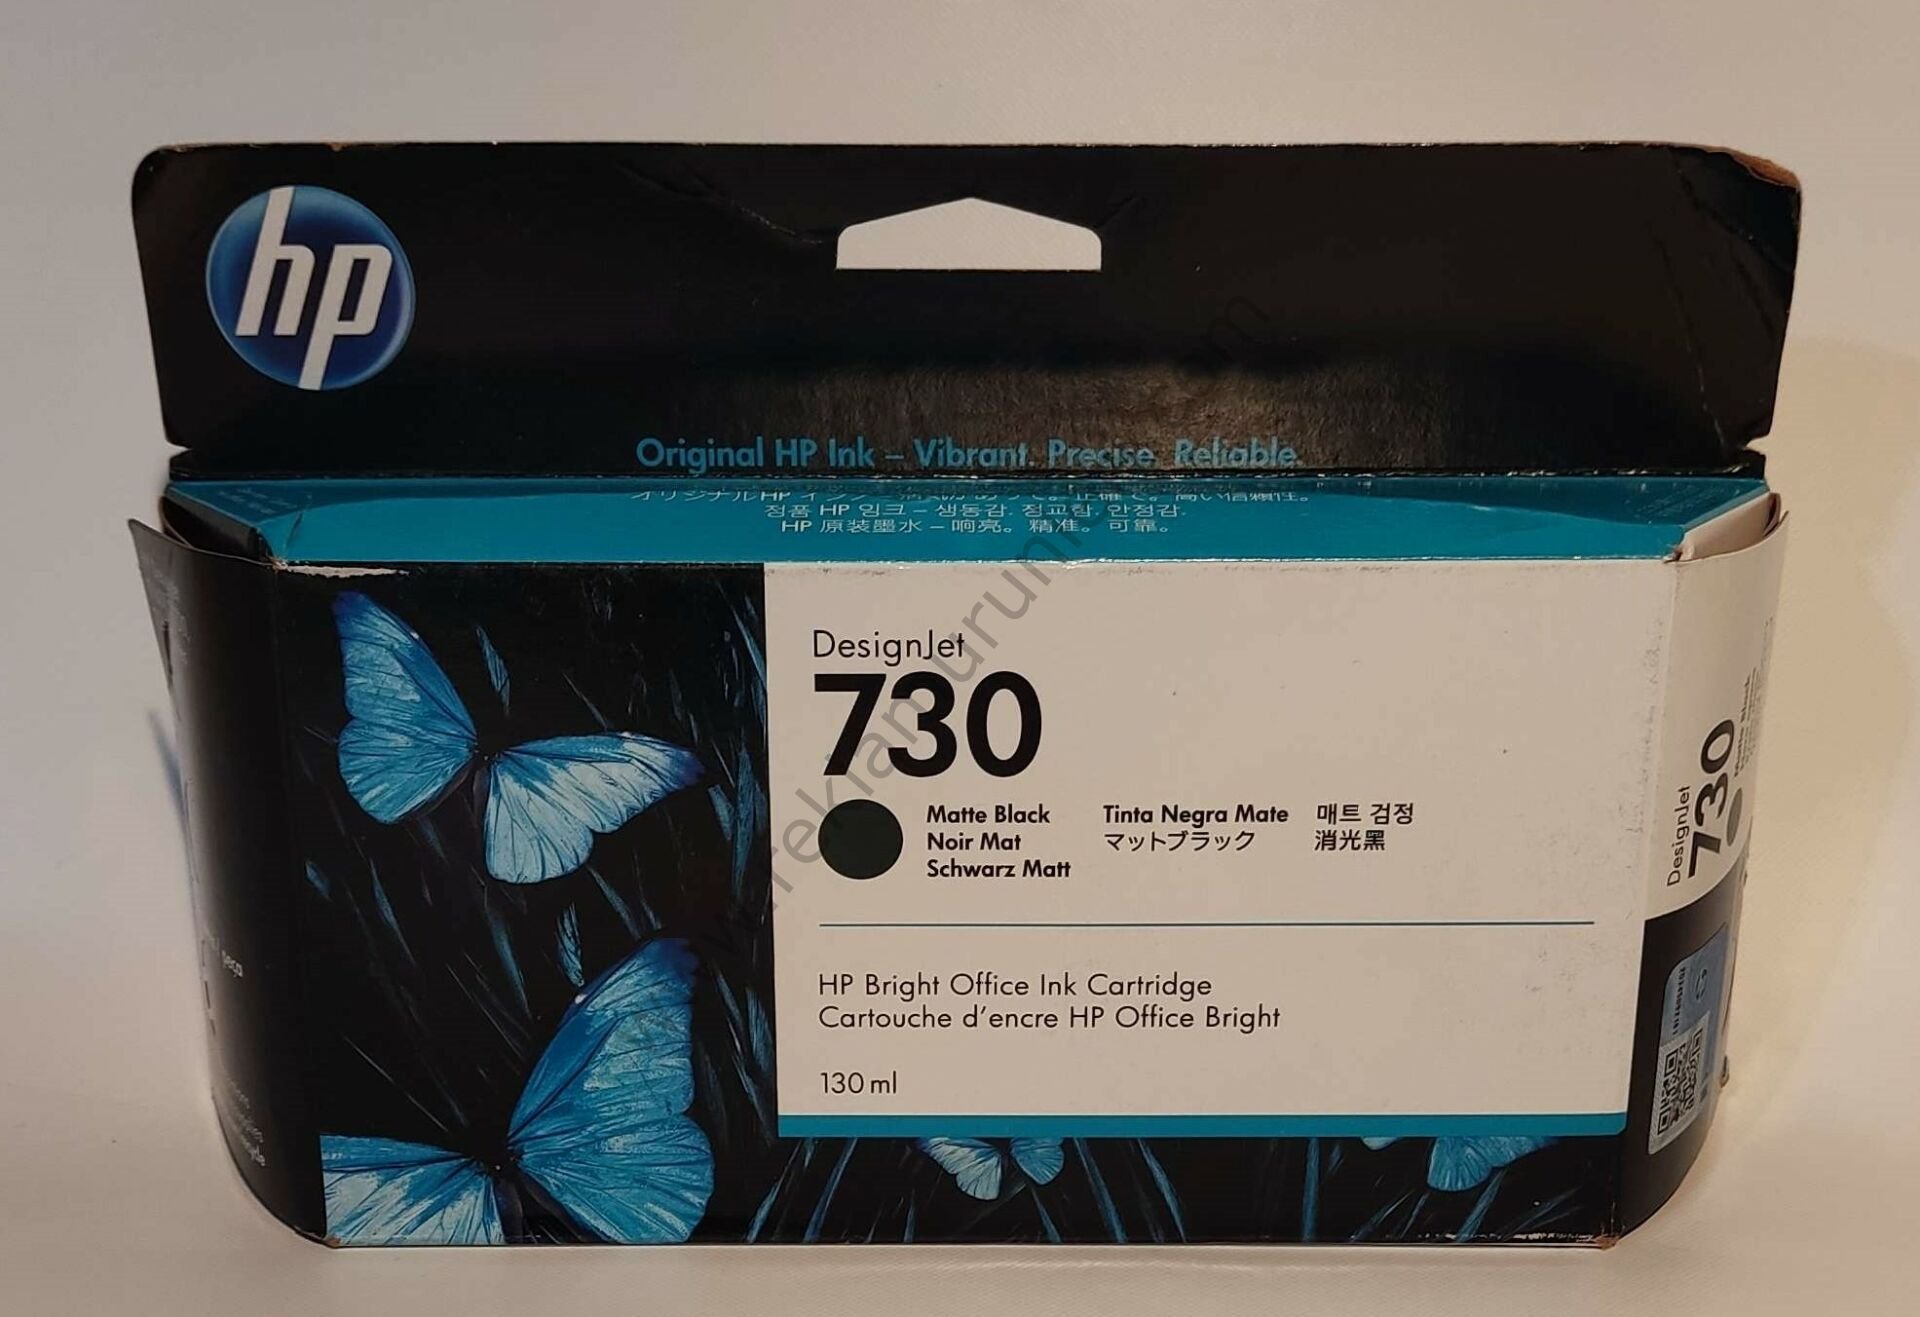 hp
Original HP Ink – Vibrant. Precise. Reliable.
정품 HP 잉크 – 생동감. 정교함. 안정감.
HP 原装墨水 – 响亮。精准。可靠。
DesignJet
730
Matte Black
Noir Mat
Schwarz Matt
Tinta Negra Mate
マットブラック
매트 검정
消光黑
HP Bright Office Ink Cartridge
Cartouche d'encre HP Office Bright
130 ml
DesignJet
730